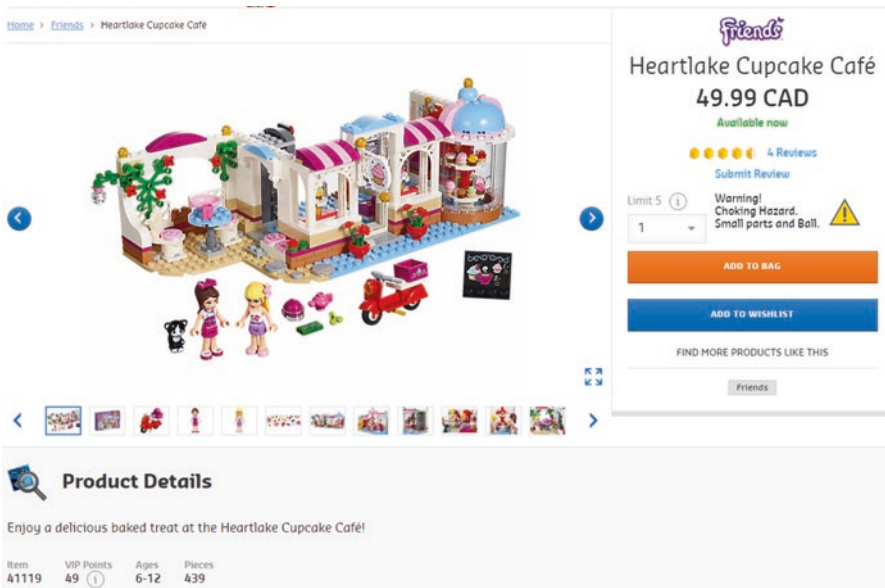 Home > Friends > Heartlake Cupcake Café
Friends
Heartlake Cupcake Café
49.99 CAD
Available now
4 Reviews
Submit Review
Limit 5
Warning!
Choking Hazard.
Small parts and Ball.
1
ADD TO BAG
ADD TO WISHLIST
FIND MORE PRODUCTS LIKE THIS
Friends
Product Details
Enjoy a delicious baked treat at the Heartlake Cupcake Café!
Item VIP Points Ages Pieces
41119 49 6-12 439